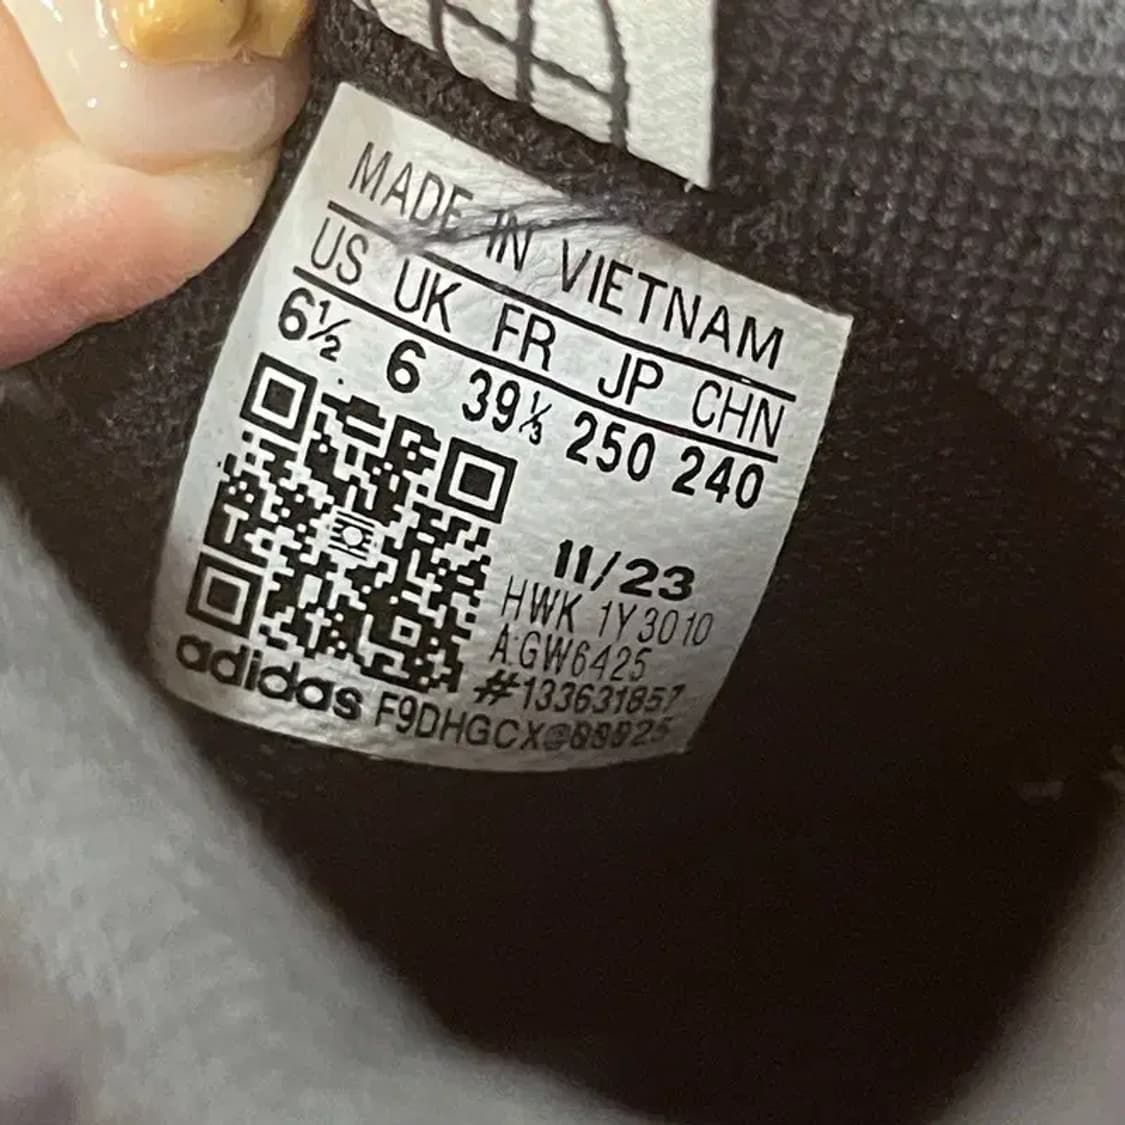 MADE IN VIETNAM
US UK FR JP CHN
6½ 6 39⅓ 250 240
11/23
HWK 1Y3010
A:GW6425
#133631857
adidas F9DHGCX@00025